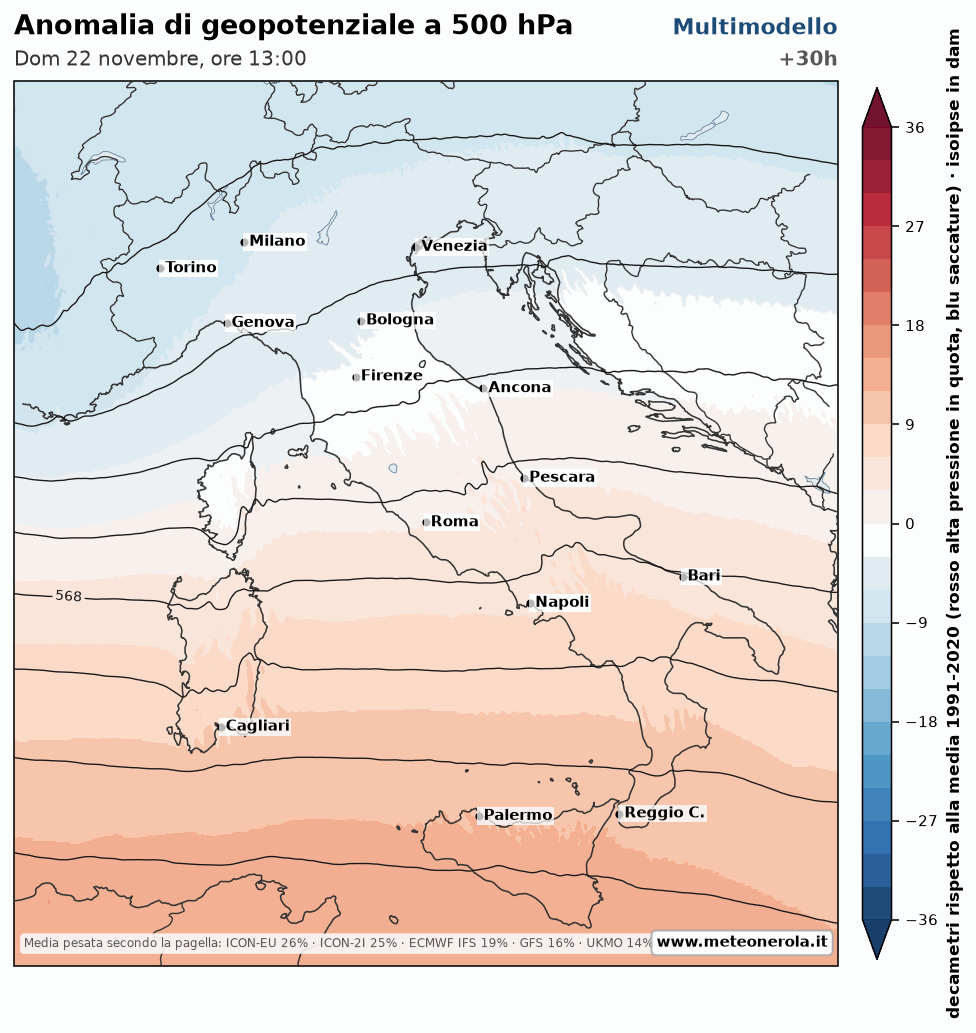 Anomalia di geopotenziale a 500 hPa
Multimodello
Dom 22 novembre, ore 13:00
+30h
Milano
Venezia
Torino
Genova
Bologna
Firenze
Ancona
Pescara
Roma
Bari
568
Napoli
Cagliari
Palermo
Reggio C.
Media pesata secondo la pagella: ICON-EU 26% · ICON-2I 25% · ECMWF IFS 19% · GFS 16% · UKMO 14%
www.meteonerola.it
36
27
18
9
0
−9
−18
−27
−36
decametri rispetto alla media 1991-2020 (rosso alta pressione in quota, blu saccature) · isoipse in dam